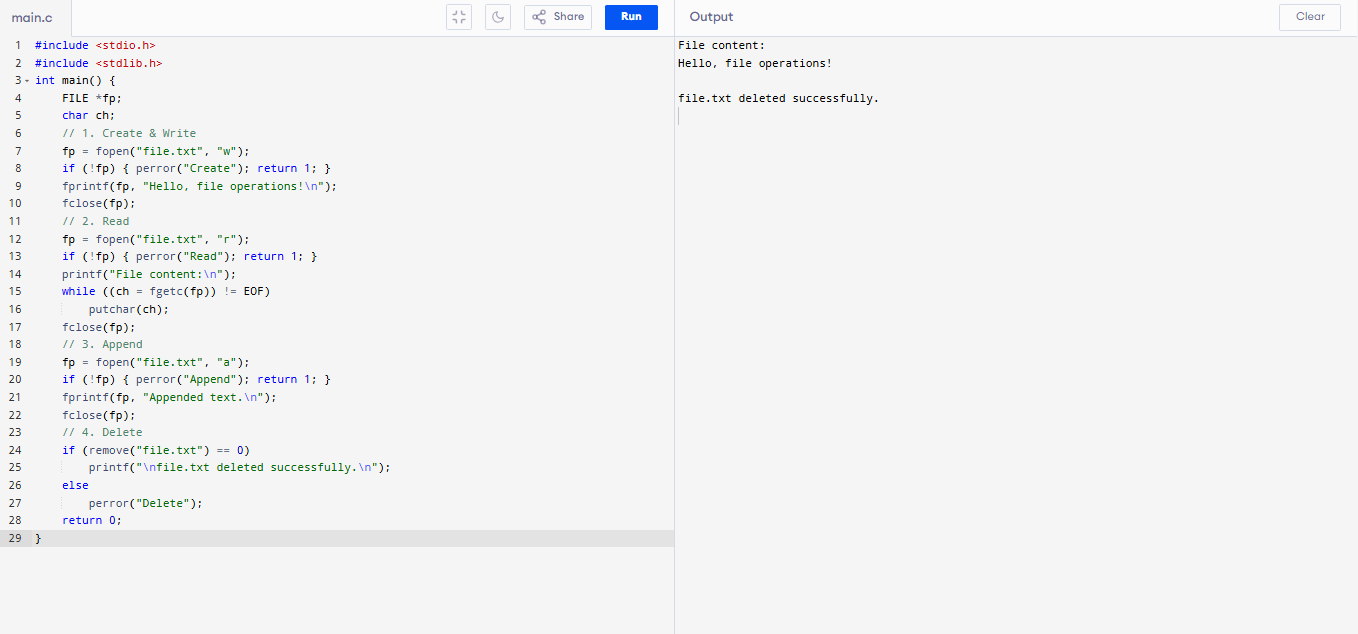 main.c
Share
Run
Output
Clear
1 #include <stdio.h>
2 #include <stdlib.h>
3 int main() {
4     FILE *fp;
5     char ch;
6     // 1. Create & Write
7     fp = fopen("file.txt", "w");
8     if (!fp) { perror("Create"); return 1; }
9     fprintf(fp, "Hello, file operations!\n");
10     fclose(fp);
11     // 2. Read
12     fp = fopen("file.txt", "r");
13     if (!fp) { perror("Read"); return 1; }
14     printf("File content:\n");
15     while ((ch = fgetc(fp)) != EOF)
16         putchar(ch);
17     fclose(fp);
18     // 3. Append
19     fp = fopen("file.txt", "a");
20     if (!fp) { perror("Append"); return 1; }
21     fprintf(fp, "Appended text.\n");
22     fclose(fp);
23     // 4. Delete
24     if (remove("file.txt") == 0)
25         printf("\nfile.txt deleted successfully.\n");
26     else
27         perror("Delete");
28     return 0;
29 }
File content:
Hello, file operations!
file.txt deleted successfully.